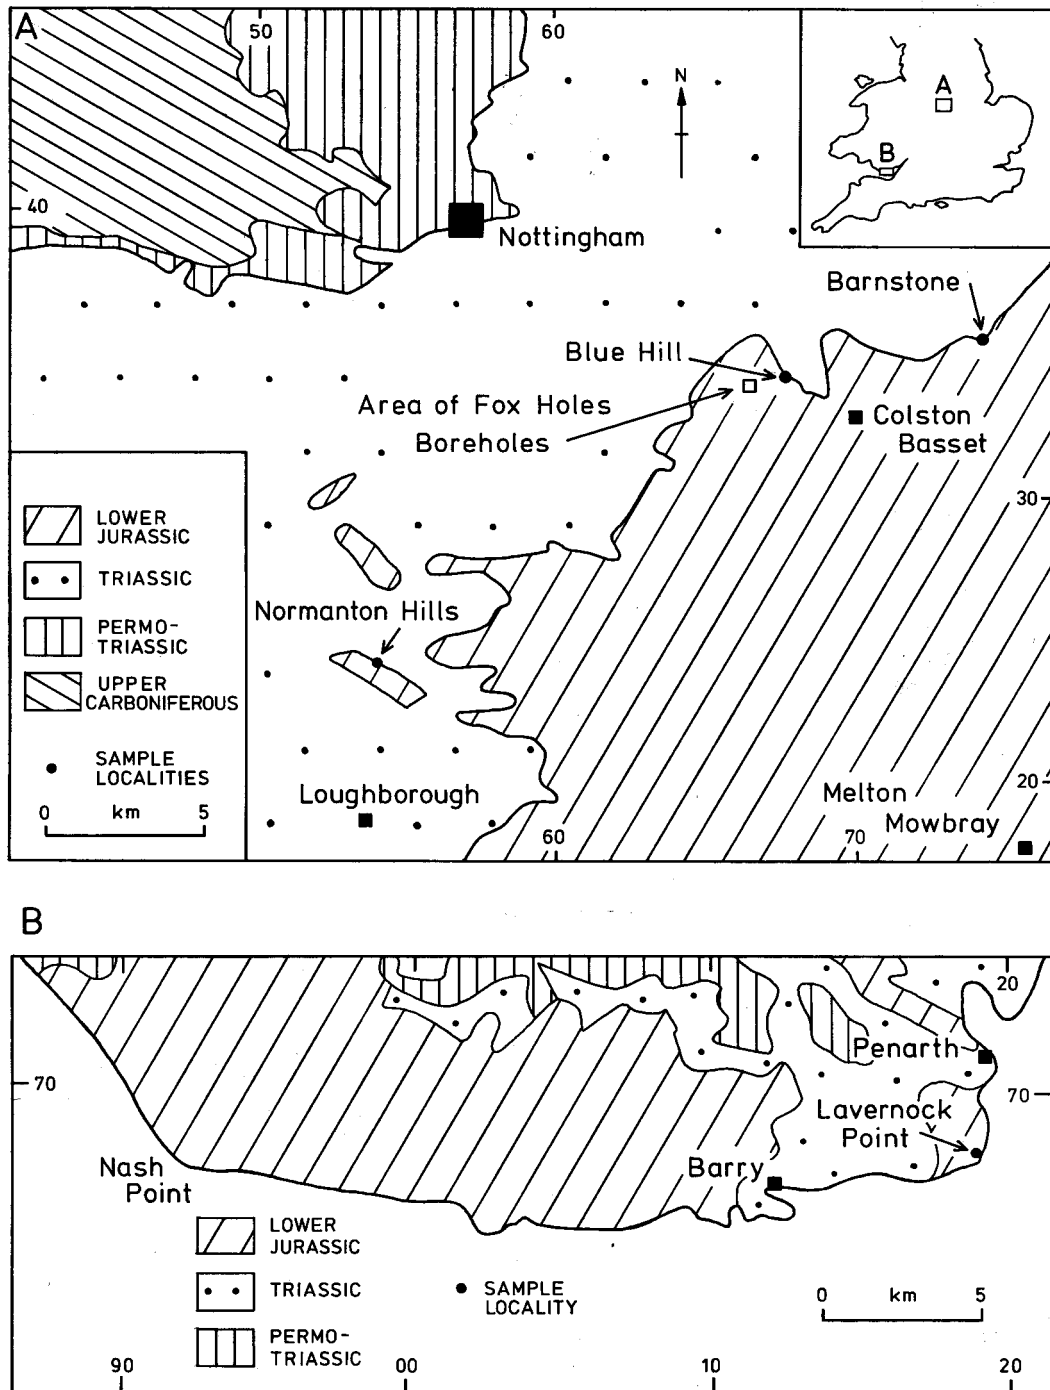 A
50
60
N
A
B
40
Nottingham
Barnstone
Blue Hill
Area of Fox Holes
Boreholes
Colston
Basset
30
LOWER
JURASSIC
TRIASSIC
PERMO-
TRIASSIC
UPPER
CARBONIFEROUS
SAMPLE
LOCALITIES
0 km 5
Normanton Hills
Loughborough
20
Melton
Mowbray
60
70
B
20
Penarth
70
70
Lavernock
Point
Nash
Point
Barry
LOWER
JURASSIC
TRIASSIC
PERMO-
TRIASSIC
SAMPLE
LOCALITY
0 km 5
90
00
10
20